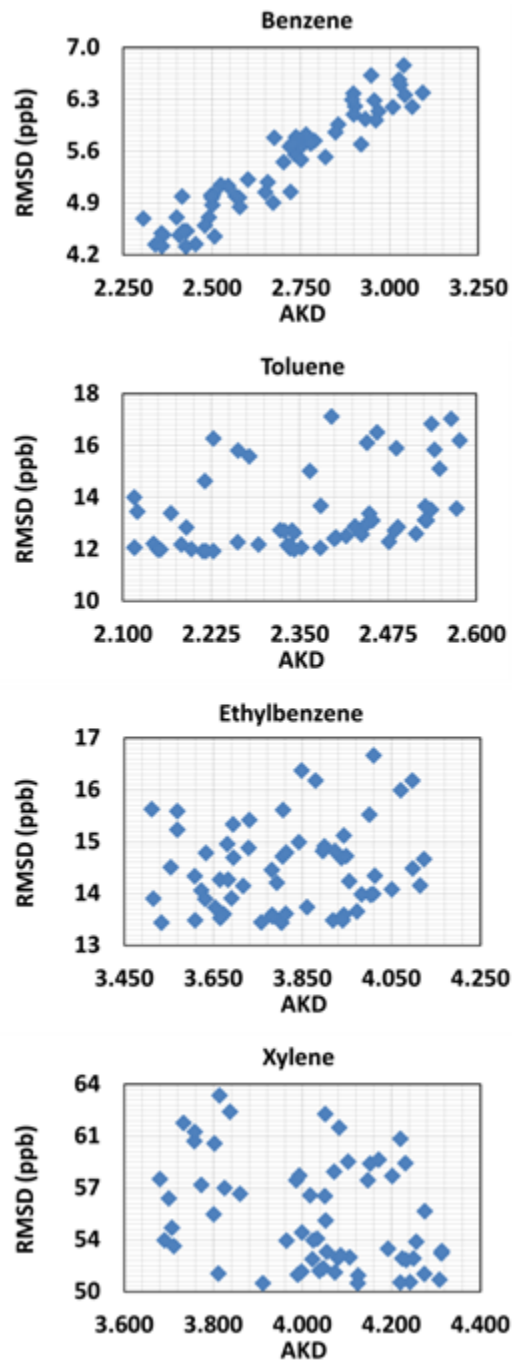 Benzene
RMSD (ppb)
7.0
6.3
5.6
4.9
4.2
2.250 2.500 2.750 3.000 3.250
AKD
Toluene
RMSD (ppb)
18
16
14
12
10
2.100 2.225 2.350 2.475 2.600
AKD
Ethylbenzene
RMSD (ppb)
17
16
15
14
13
3.450 3.650 3.850 4.050 4.250
AKD
Xylene
RMSD (ppb)
64
61
57
54
50
3.600 3.800 4.000 4.200 4.400
AKD